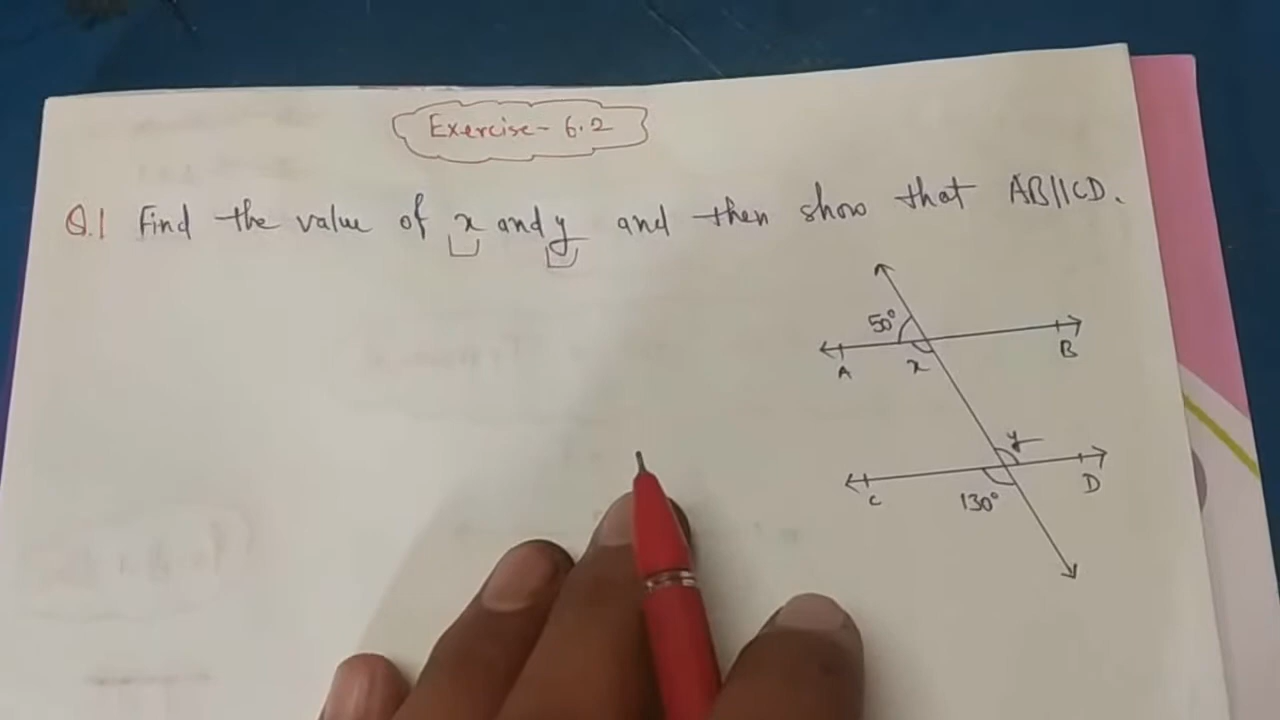 Exercise- 6.2
Q.1 Find the value of x and y and then show that AB||CD.
50°
A
x
B
y
C
130°
D